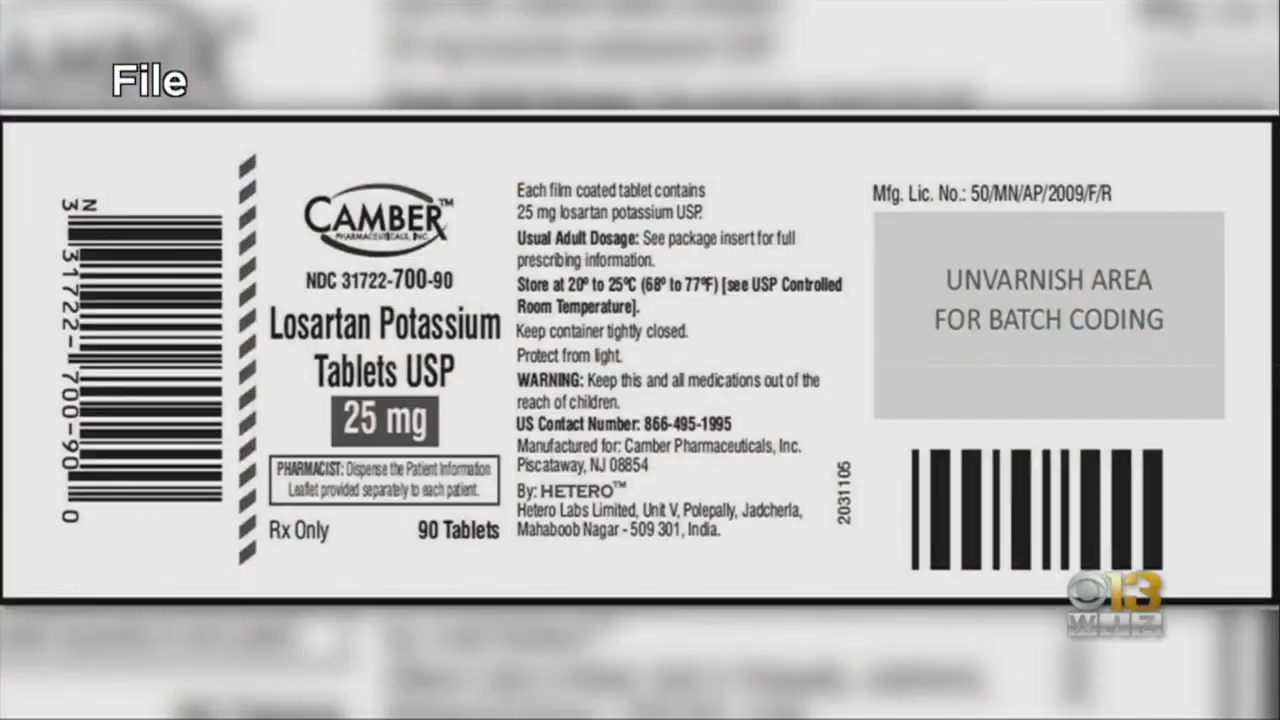 File
N
3 31722-700-90 0
CAMBER™
PHARMACEUTICALS, INC.
NDC 31722-700-90
Losartan Potassium
Tablets USP
25 mg
PHARMACIST: Dispense the Patient Information
Leaflet provided separately to each patient.
Rx Only 90 Tablets
Each film coated tablet contains
25 mg losartan potassium USP.
Usual Adult Dosage: See package insert for full
prescribing information.
Store at 20º to 25ºC (68º to 77ºF) [see USP Controlled
Room Temperature].
Keep container tightly closed.
Protect from light.
WARNING: Keep this and all medications out of the
reach of children.
US Contact Number: 866-495-1995
Manufactured for: Camber Pharmaceuticals, Inc.
Piscataway, NJ 08854
By: HETERO™
Hetero Labs Limited, Unit V, Polepally, Jadcherla,
Mahaboob Nagar - 509 301, India.
2031105
Mfg. Lic. No.: 50/MN/AP/2009/F/R
UNVARNISH AREA
FOR BATCH CODING
13
WJZ